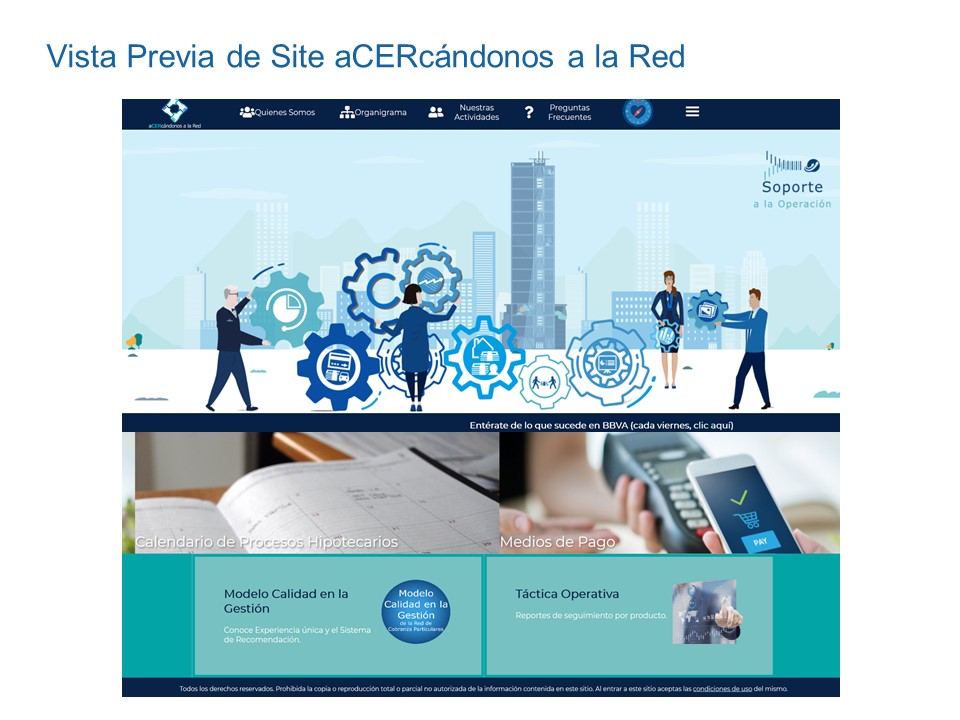 Vista Previa de Site aCERcándonos a la Red
aCERcándonos a la Red
Quienes Somos
Organigrama
Nuestras
Actividades
Preguntas
Frecuentes
Soporte
a la Operación
Entérate de lo que sucede en BBVA (cada viernes, clic aquí)
PAY
Calendario de Procesos Hipotecarios
Medios de Pago
Modelo Calidad en la
Gestión
Conoce Experiencia única y el Sistema
de Recomendación.
Modelo
Calidad en la
Gestión
de la Red de
Cobranza Particulares
Táctica Operativa
Reportes de seguimiento por producto.
Todos los derechos reservados. Prohibida la copia o reproducción total o parcial no autorizada de la información contenida en este sitio. Al entrar a este sitio aceptas las condiciones de uso del mismo.